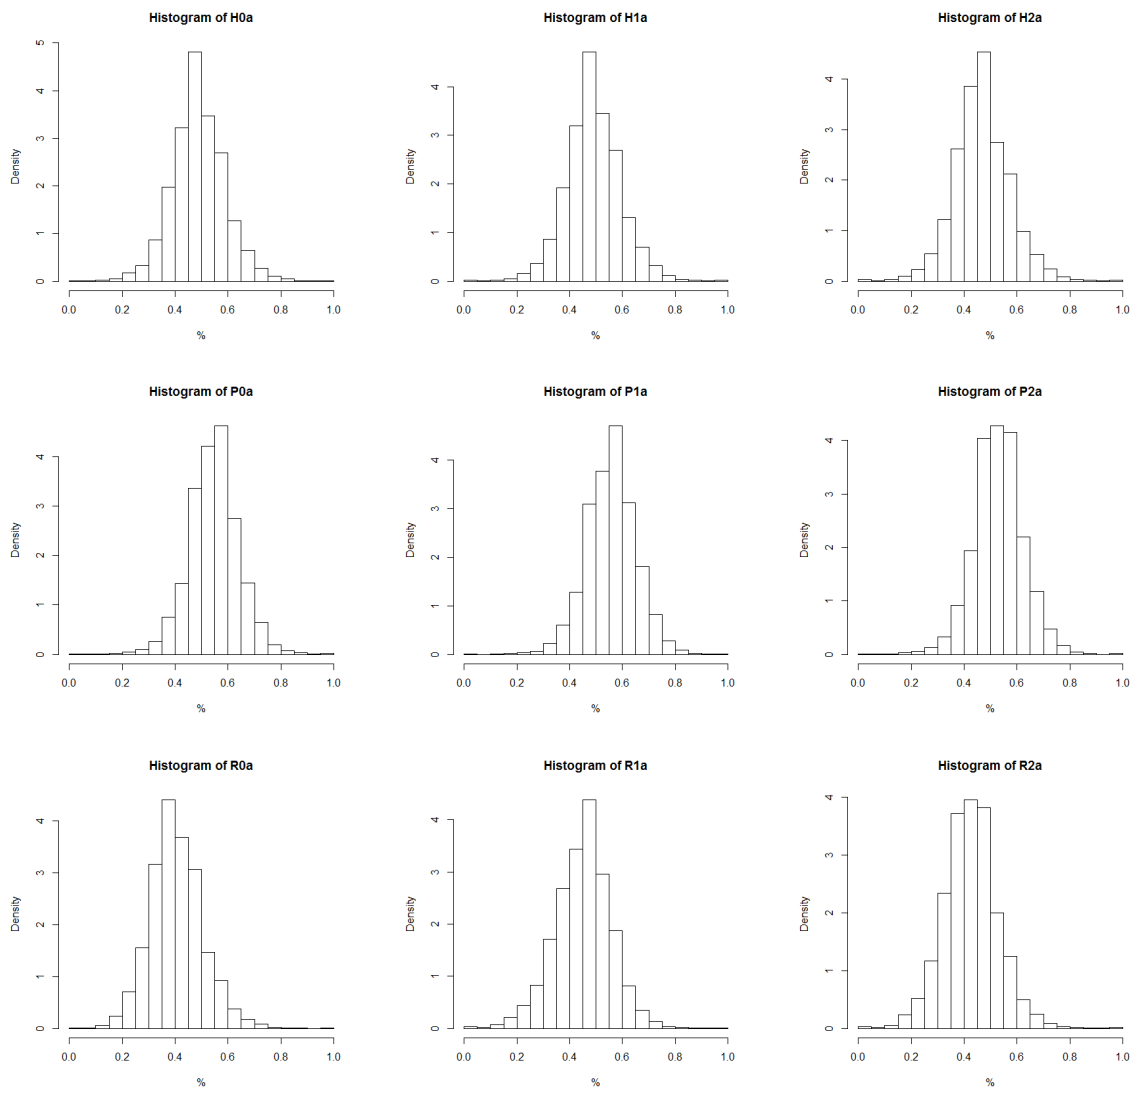 Histogram of H0a
Density
0 1 2 3 4 5
0.0 0.2 0.4 0.6 0.8 1.0
%
Histogram of H1a
Density
0 1 2 3 4
0.0 0.2 0.4 0.6 0.8 1.0
%
Histogram of H2a
Density
0 1 2 3 4
0.0 0.2 0.4 0.6 0.8 1.0
%
Histogram of P0a
Density
0 1 2 3 4
0.0 0.2 0.4 0.6 0.8 1.0
%
Histogram of P1a
Density
0 1 2 3 4
0.0 0.2 0.4 0.6 0.8 1.0
%
Histogram of P2a
Density
0 1 2 3 4
0.0 0.2 0.4 0.6 0.8 1.0
%
Histogram of R0a
Density
0 1 2 3 4
0.0 0.2 0.4 0.6 0.8 1.0
%
Histogram of R1a
Density
0 1 2 3 4
0.0 0.2 0.4 0.6 0.8 1.0
%
Histogram of R2a
Density
0 1 2 3 4
0.0 0.2 0.4 0.6 0.8 1.0
%